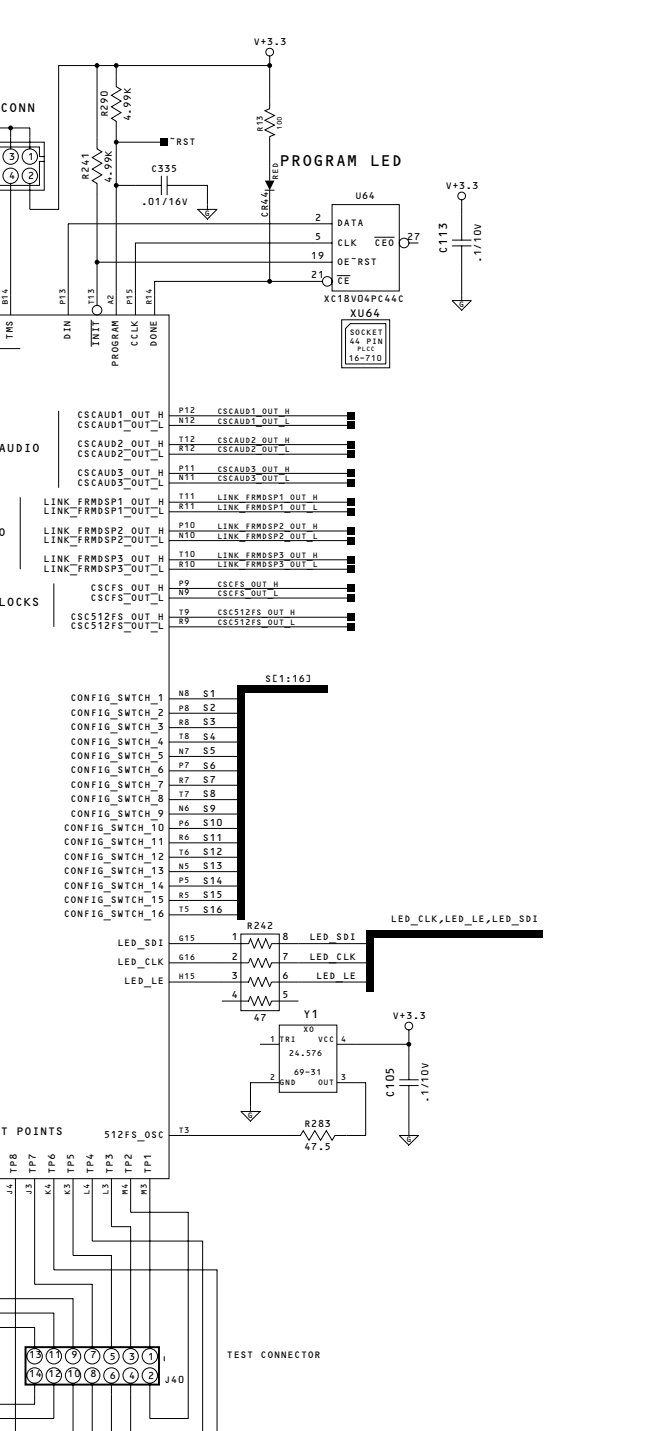 V+3.3
CONN
R290
4.99K
R13
100
~RST
R241
4.99K
PROGRAM LED
RED
3 1
4 2
C335
.01/16V
G
CR44
U64
V+3.3
2 DATA
5 CLK CEO 27
19 OE~RST
21 CE
C113
.1/10V
G
XC18V04PC44C
XU64
SOCKET
44 PIN
PLCC
16-710
B14 P13 T13 A2 P15 R14
TMS DIN INIT PROGRAM CCLK DONE
CSCAUD1_OUT_H P12 CSCAUD1_OUT_H
CSCAUD1_OUT_L N12 CSCAUD1_OUT_L
AUDIO
CSCAUD2_OUT_H T12 CSCAUD2_OUT_H
CSCAUD2_OUT_L R12 CSCAUD2_OUT_L
CSCAUD3_OUT_H P11 CSCAUD3_OUT_H
CSCAUD3_OUT_L N11 CSCAUD3_OUT_L
LINK_FRMDSP1_OUT_H T11 LINK_FRMDSP1_OUT_H
LINK_FRMDSP1_OUT_L R11 LINK_FRMDSP1_OUT_L
O
LINK_FRMDSP2_OUT_H P10 LINK_FRMDSP2_OUT_H
LINK_FRMDSP2_OUT_L N10 LINK_FRMDSP2_OUT_L
LINK_FRMDSP3_OUT_H T10 LINK_FRMDSP3_OUT_H
LINK_FRMDSP3_OUT_L R10 LINK_FRMDSP3_OUT_L
CSCFS_OUT_H P9 CSCFS_OUT_H
CSCFS_OUT_L N9 CSCFS_OUT_L
LOCKS
CSC512FS_OUT_H T9 CSC512FS_OUT_H
CSC512FS_OUT_L R9 CSC512FS_OUT_L
S[1:16]
CONFIG_SWTCH_1 N8 S1
CONFIG_SWTCH_2 P8 S2
CONFIG_SWTCH_3 R8 S3
CONFIG_SWTCH_4 T8 S4
CONFIG_SWTCH_5 N7 S5
CONFIG_SWTCH_6 P7 S6
CONFIG_SWTCH_7 R7 S7
CONFIG_SWTCH_8 T7 S8
CONFIG_SWTCH_9 N6 S9
CONFIG_SWTCH_10 P6 S10
CONFIG_SWTCH_11 R6 S11
CONFIG_SWTCH_12 T6 S12
CONFIG_SWTCH_13 N5 S13
CONFIG_SWTCH_14 P5 S14
CONFIG_SWTCH_15 R5 S15
CONFIG_SWTCH_16 T5 S16
LED_CLK,LED_LE,LED_SDI
R242
LED_SDI G15 1 8 LED_SDI
LED_CLK G16 2 7 LED_CLK
LED_LE H15 3 6 LED_LE
4 5
47
Y1
V+3.3
XO
1 TRI VCC 4
24.576
69-31
2 GND OUT 3
C105
.1/10V
G
G
T POINTS
512FS_OSC T3
R283
47.5
TP8 TP7 TP6 TP5 TP4 TP3 TP2 TP1
J4 J3 K4 K3 L4 L3 M4 M3
13 11 9 7 5 3 1
TEST CONNECTOR
14 12 10 8 6 4 2
J40